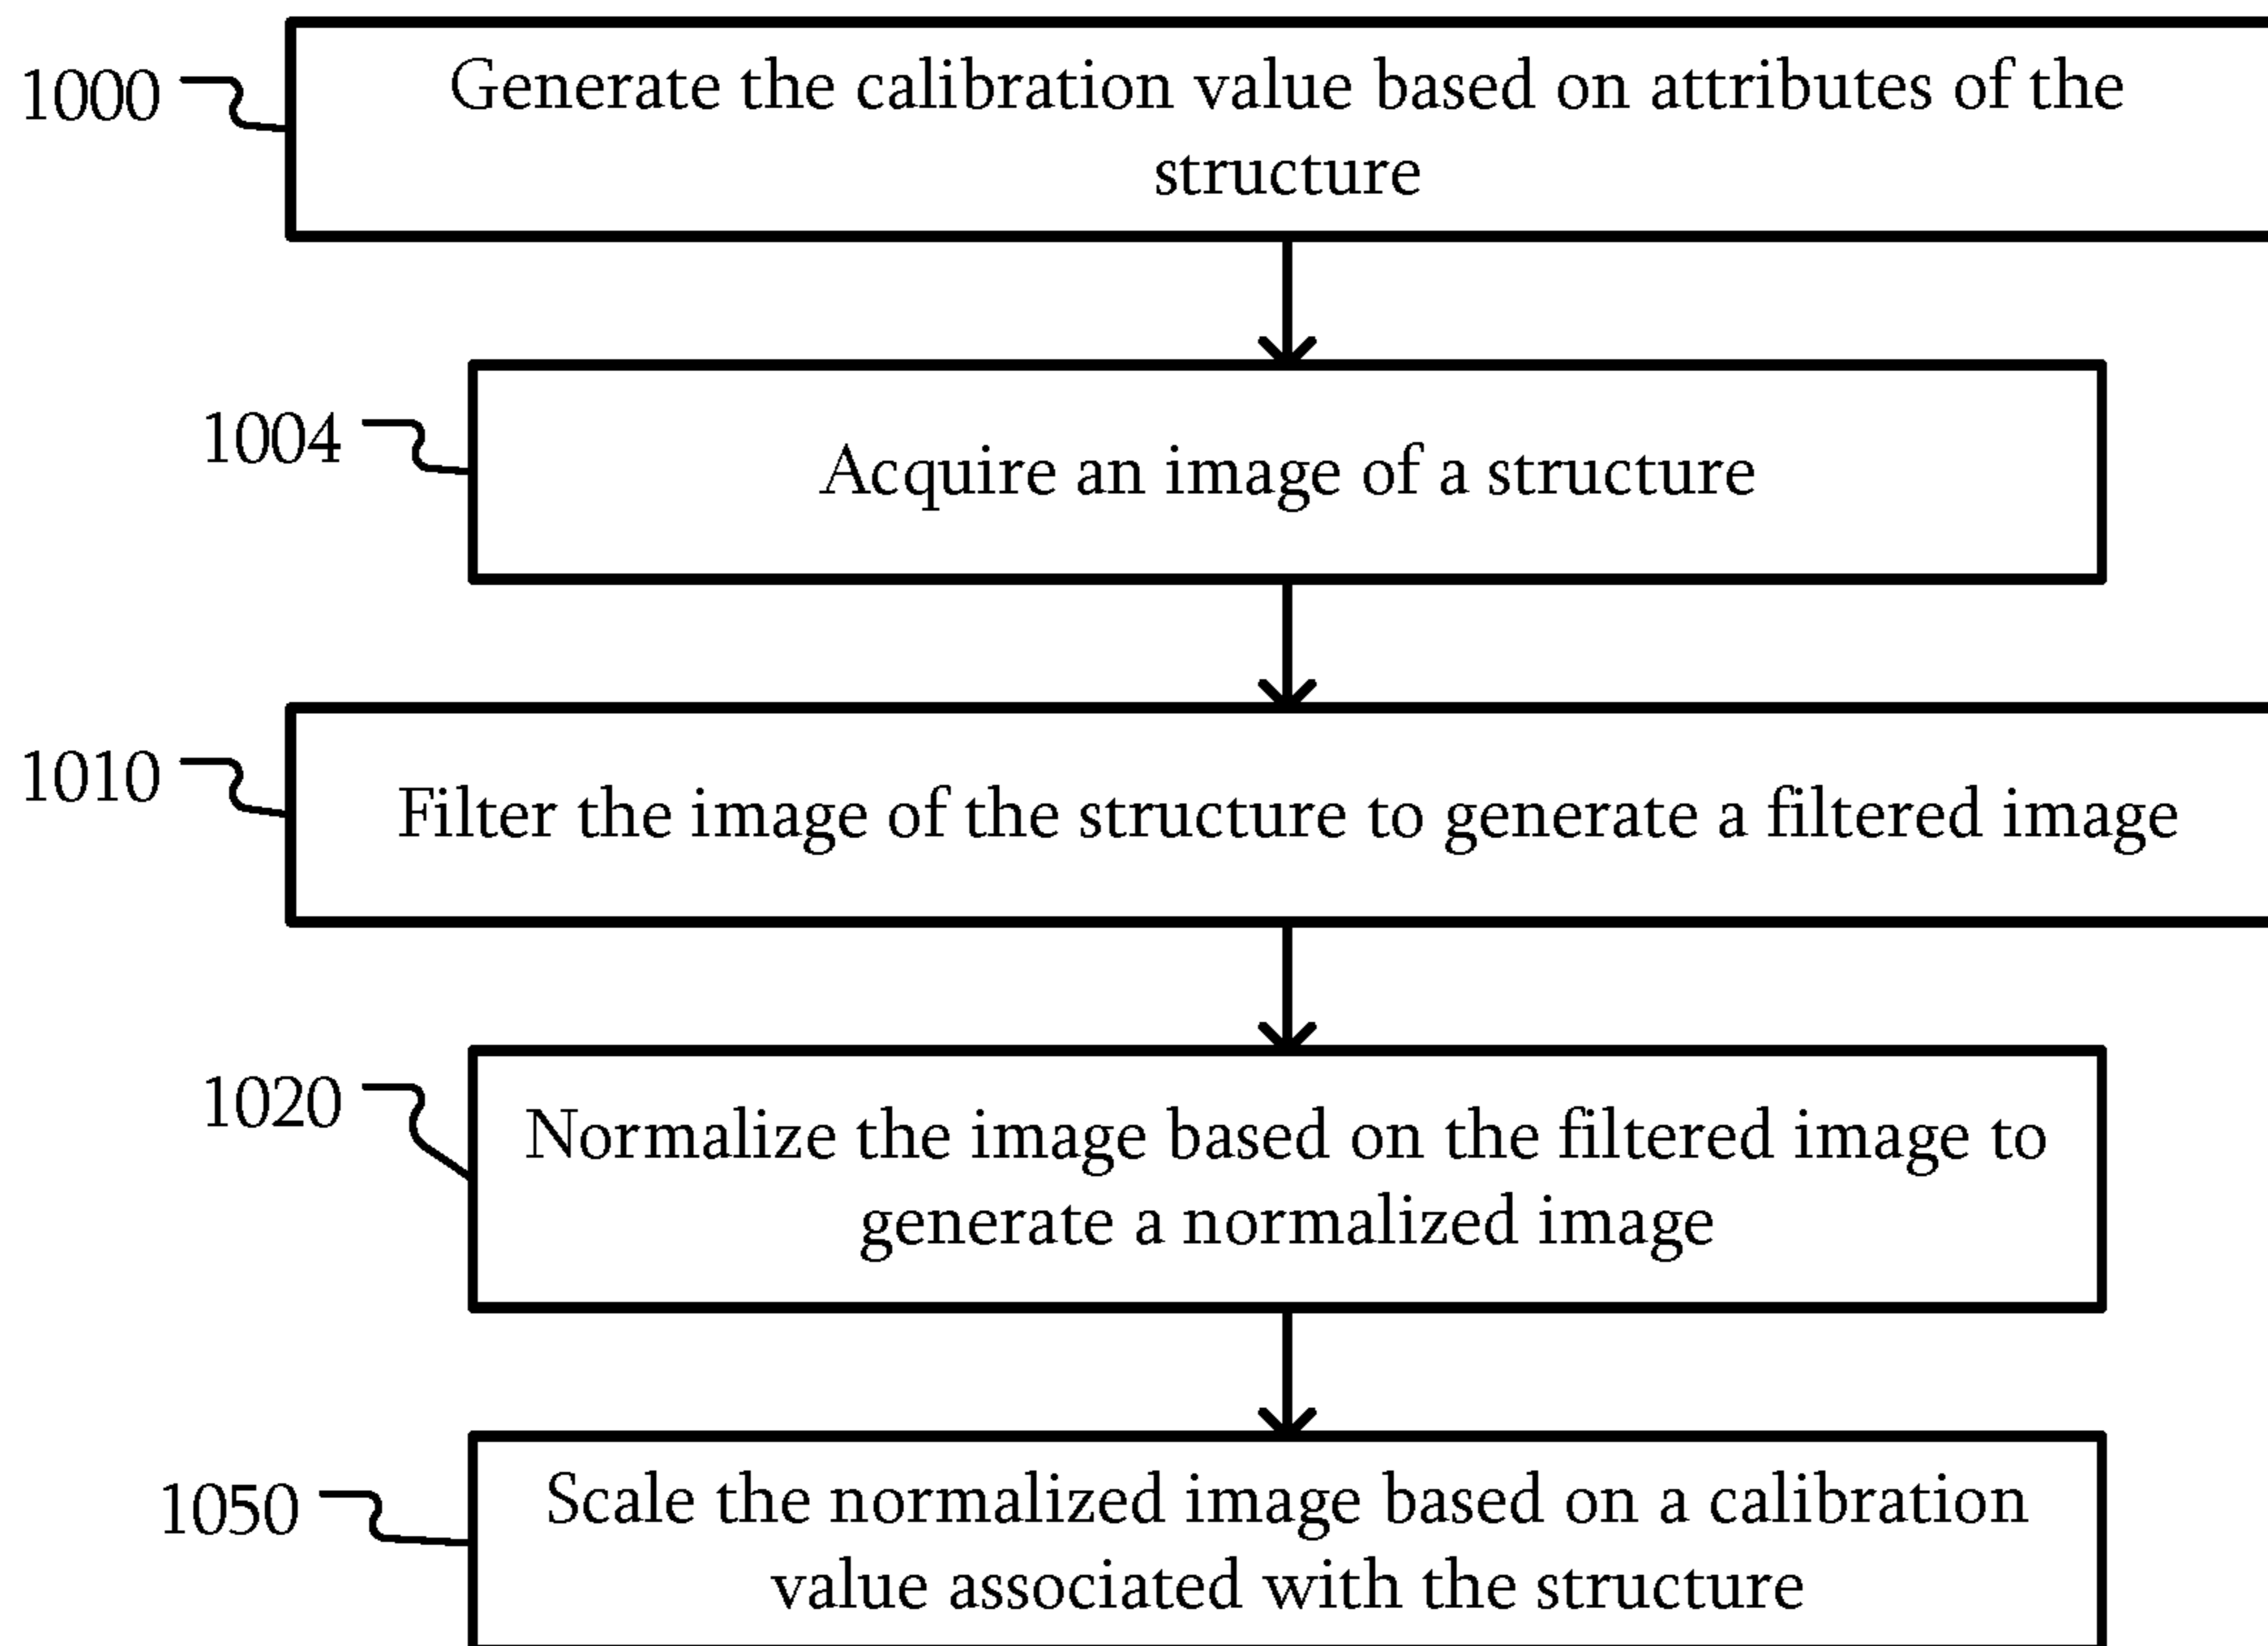 1000
Generate the calibration value based on attributes of the
structure
1004
Acquire an image of a structure
1010
Filter the image of the structure to generate a filtered image
1020
Normalize the image based on the filtered image to
generate a normalized image
1050
Scale the normalized image based on a calibration
value associated with the structure